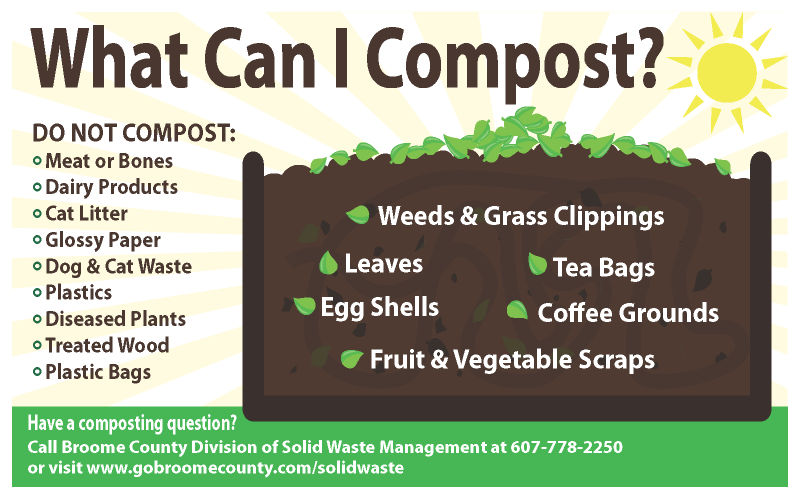 What Can I Compost?
DO NOT COMPOST:
Meat or Bones
Dairy Products
Cat Litter
Glossy Paper
Dog & Cat Waste
Plastics
Diseased Plants
Treated Wood
Plastic Bags
Weeds & Grass Clippings
Leaves
Tea Bags
Egg Shells
Coffee Grounds
Fruit & Vegetable Scraps
Have a composting question?
Call Broome County Division of Solid Waste Management at 607-778-2250
or visit www.gobroomecounty.com/solidwaste